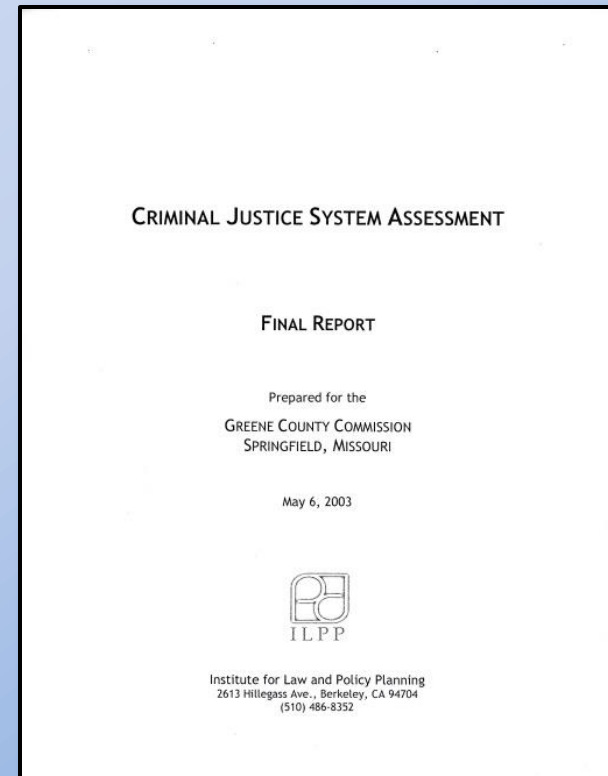 CRIMINAL JUSTICE SYSTEM ASSESSMENT
FINAL REPORT
Prepared for the
GREENE COUNTY COMMISSION
SPRINGFIELD, MISSOURI
May 6, 2003
ILPP
Institute for Law and Policy Planning
2613 Hillegass Ave., Berkeley, CA 94704
(510) 486-8352